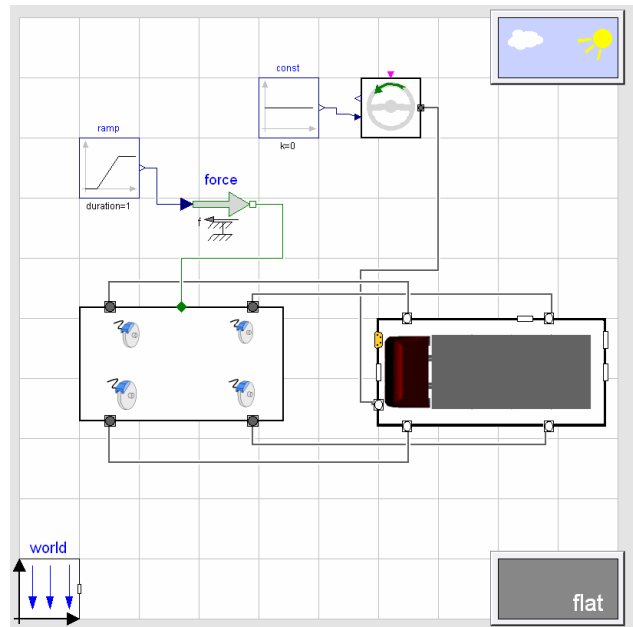 const
k=0
ramp
duration=1
force
f
world
flat